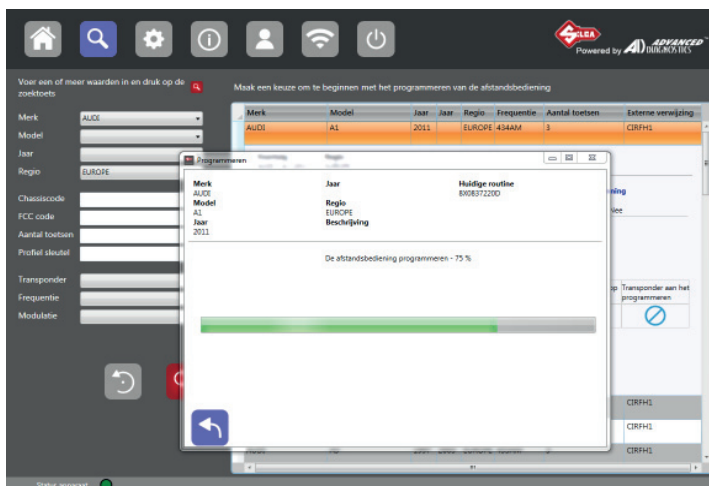 SILCA
Powered by AD ADVANCED DIAGNOSTICS
Voer een of meer waarden in en druk op de
zoektoets
Maak een keuze om te beginnen met het programmeren van de afstandsbediening
Merk AUDI
Model
Jaar
Regio EUROPE
Chassiscode
FCC code
Aantal toetsen
Profiel sleutel
Transponder
Frequentie
Modulatie
Merk Model Jaar Jaar Regio Frequentie Aantal toetsen Externe verwijzing
AUDI A1 2011 EUROPE 434AM 3 CIRFH1
Programmeren
Merk Jaar Huidige routine
AUDI 8X0837220D
Model Regio
A1 EUROPE
Jaar Beschrijving
2011
De afstandsbediening programmeren - 75 %
ning
Nee
op Transponder aan het
programmeren
CIRFH1
CIRFH1
CIRFH1
Status apparaat